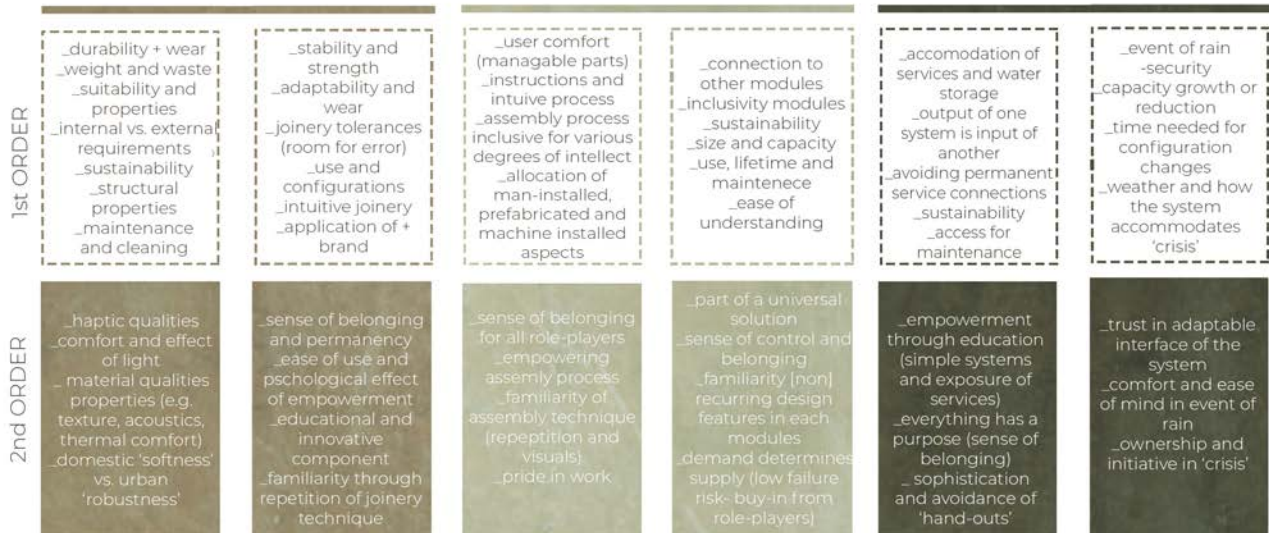 1st ORDER
_durability + wear
_weight and waste
_suitability and
properties
_internal vs. external
requirements
_sustainability
_structural
properties
_maintenance
and cleaning
_stability and
strength
_adaptability and
wear
_joinery tolerances
(room for error)
_use and
configurations
_intuitive joinery
_application of +
brand
_user comfort
(managable parts)
_instructions and
intuive process
_assembly process
inclusive for various
degrees of intellect
_allocation of
man-installed,
prefabricated and
machine installed
aspects
_connection to
other modules
_inclusivity modules
_sustainability
_size and capacity
_use, lifetime and
maintenece
_ease of
understanding
_accomodation of
services and water
storage
_output of one
system is input of
another
_avoiding permanent
service connections
_sustainability
_access for
maintenance
_event of rain
-security
_capacity growth or
reduction
_time needed for
configuration
changes
_weather and how
the system
accommodates
‘crisis’
2nd ORDER
_haptic qualities
_comfort and effect
of light
_ material qualities
properties (e.g.
texture, acoustics,
thermal comfort)
_domestic ‘softness’
vs. urban
‘robustness’
_sense of belonging
and permanency
_ease of use and
pschological effect
of empowerment
_educational and
innovative
component
_familiarity through
repetition of joinery
technique
_sense of belonging
for all role-players
_empowering
assemly process
_familiarity of
assembly technique
(repeptition and
visuals)
_pride in work
_part of a universal
solution
_sense of control and
belonging
_familiarity [non]
recurring design
features in each
modules
_demand determines
supply (low failure
risk- buy-in from
role-players)
_empowerment
through education
(simple systems
and exposure of
services)
_everything has a
purpose (sense of
belonging)
_ sophistication
and avoidance of
‘hand-outs’
_trust in adaptable
interface of the
system
_comfort and ease
of mind in event of
rain
_ownership and
initiative in ‘crisis’